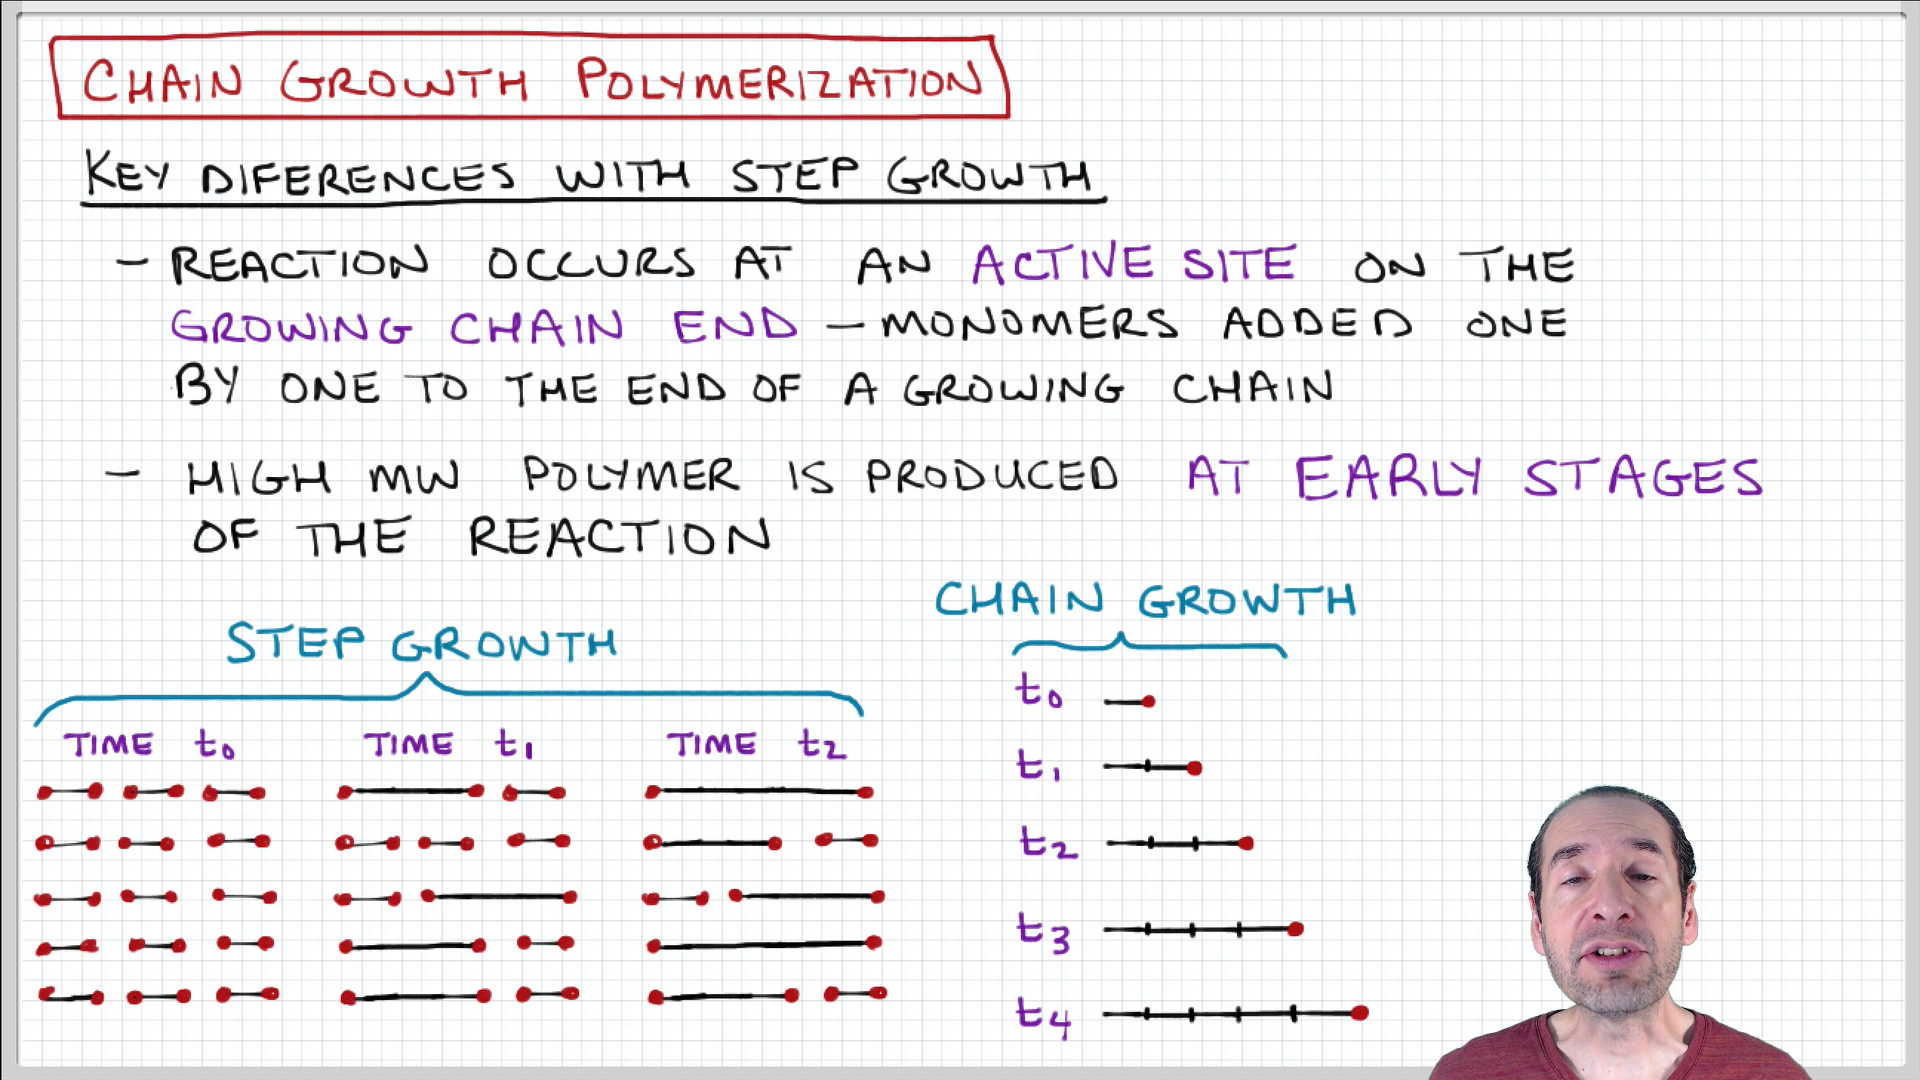 CHAIN GROWTH POLYMERIZATION
KEY DIFERENCES WITH STEP GROWTH
- REACTION OCCURS AT AN ACTIVE SITE ON THE
GROWING CHAIN END - MONOMERS ADDED ONE
BY ONE TO THE END OF A GROWING CHAIN
- HIGH MW POLYMER IS PRODUCED AT EARLY STAGES
OF THE REACTION
STEP GROWTH
TIME t0 TIME t1 TIME t2
CHAIN GROWTH
t0
t1
t2
t3
t4